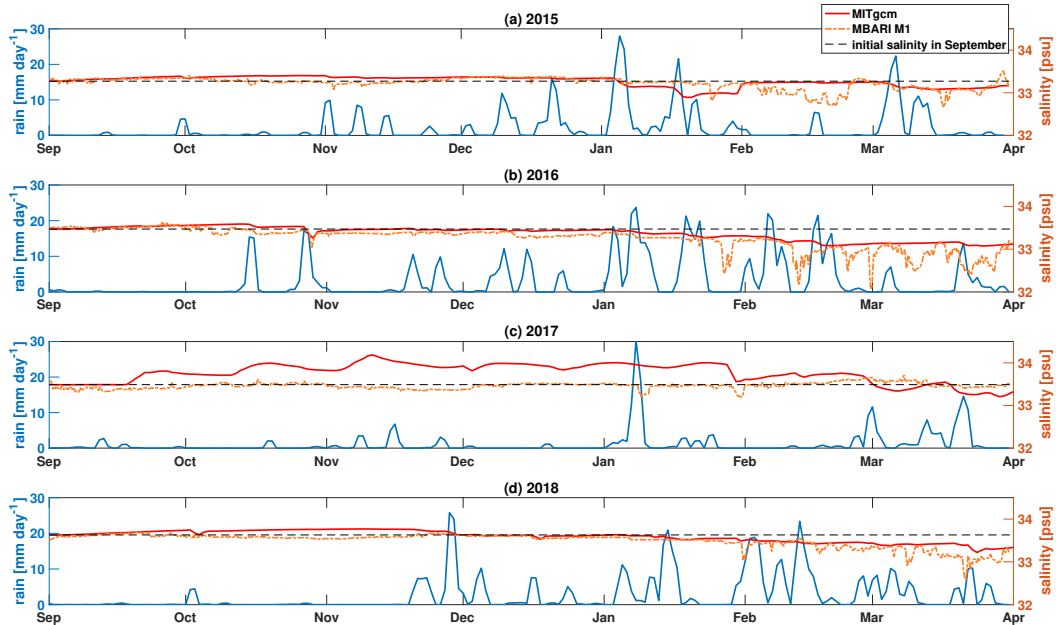 (a) 2015
MITgcm
MBARI M1
initial salinity in September
rain [mm day-1]
30
20
10
0
34
33
32
salinity [psu]
Sep Oct Nov Dec Jan Feb Mar Apr
(b) 2016
rain [mm day-1]
30
20
10
0
34
33
32
salinity [psu]
Sep Oct Nov Dec Jan Feb Mar Apr
(c) 2017
rain [mm day-1]
30
20
10
0
34
33
32
salinity [psu]
Sep Oct Nov Dec Jan Feb Mar Apr
(d) 2018
rain [mm day-1]
30
20
10
0
34
33
32
salinity [psu]
Sep Oct Nov Dec Jan Feb Mar Apr